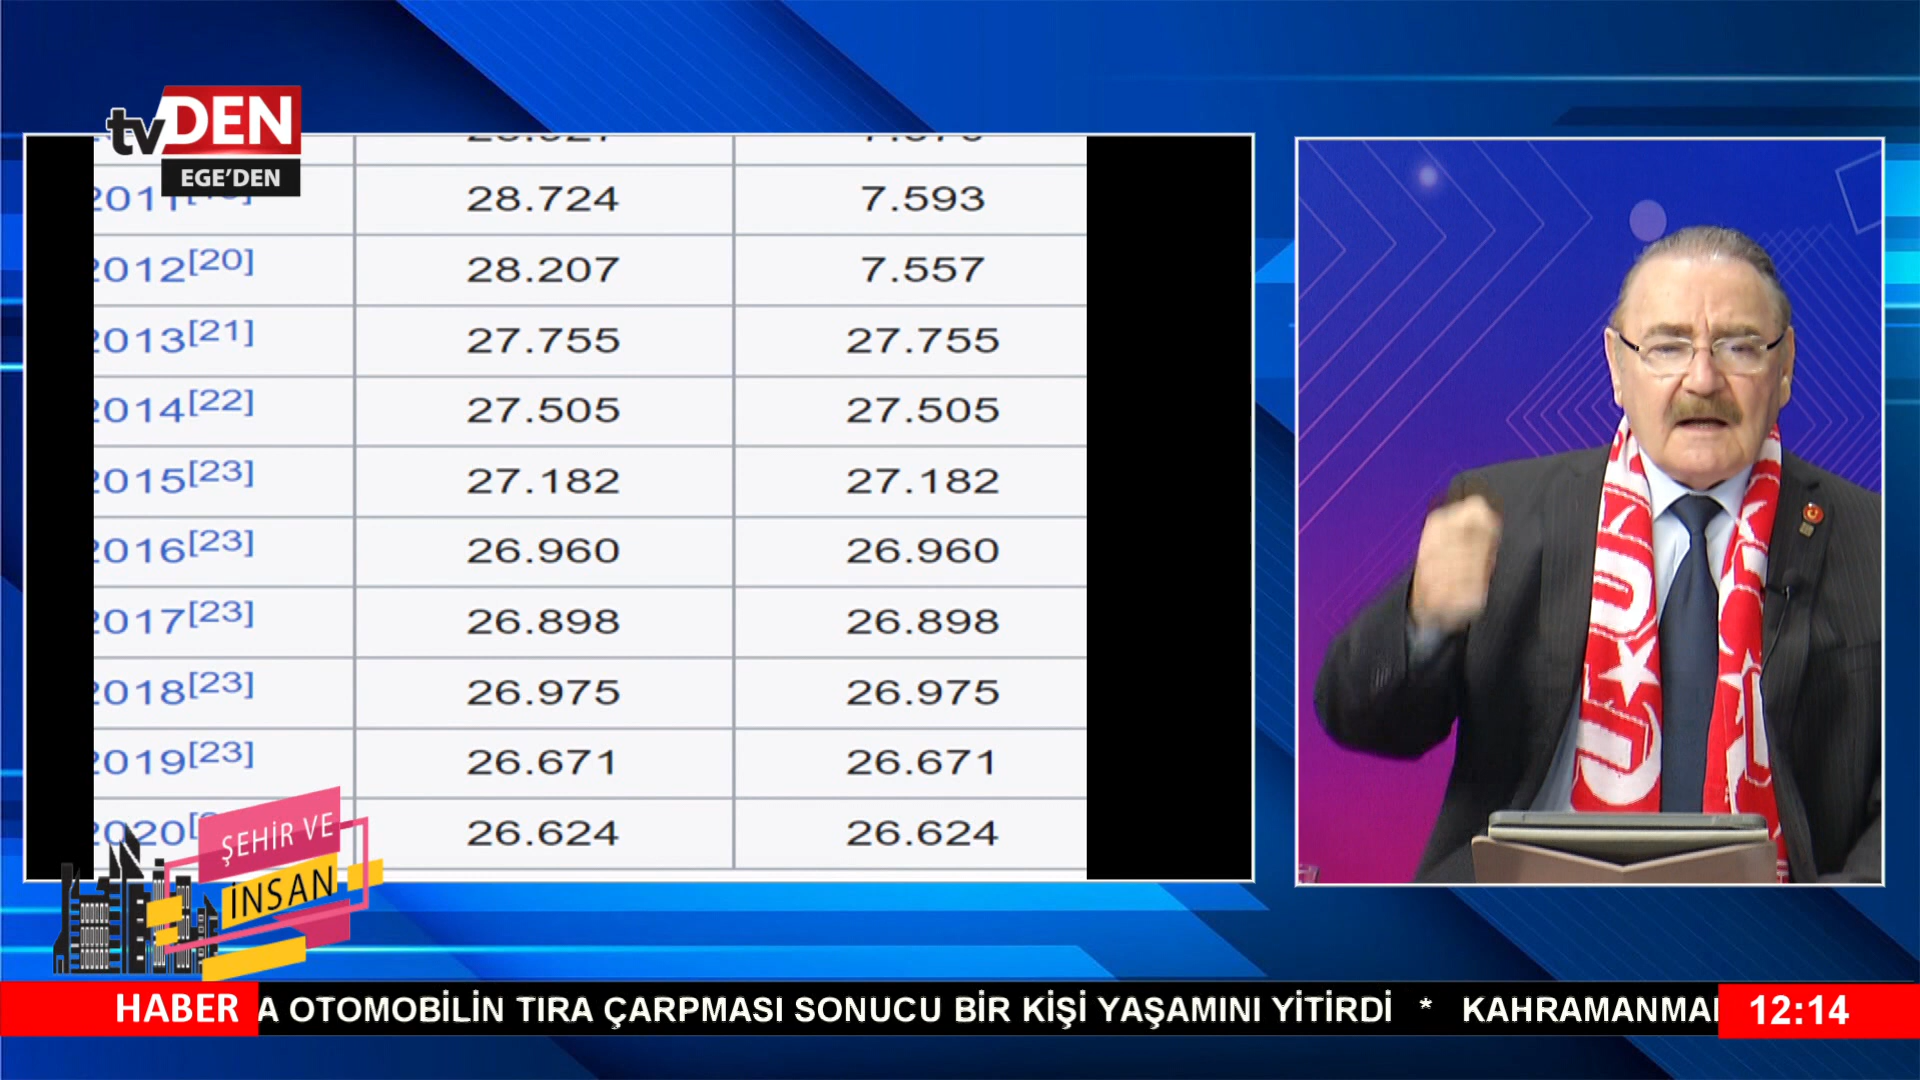 tvDEN
EGE'DEN
28.724 7.593
2012[20] 28.207 7.557
2013[21] 27.755 27.755
2014[22] 27.505 27.505
2015[23] 27.182 27.182
2016[23] 26.960 26.960
2017[23] 26.898 26.898
2018[23] 26.975 26.975
2019[23] 26.671 26.671
2020 26.624 26.624
ŞEHİR VE
İNSAN
HABER A OTOMOBİLİN TIRA ÇARPMASI SONUCU BİR KİŞİ YAŞAMINI YİTİRDİ * KAHRAMANMA 12:14